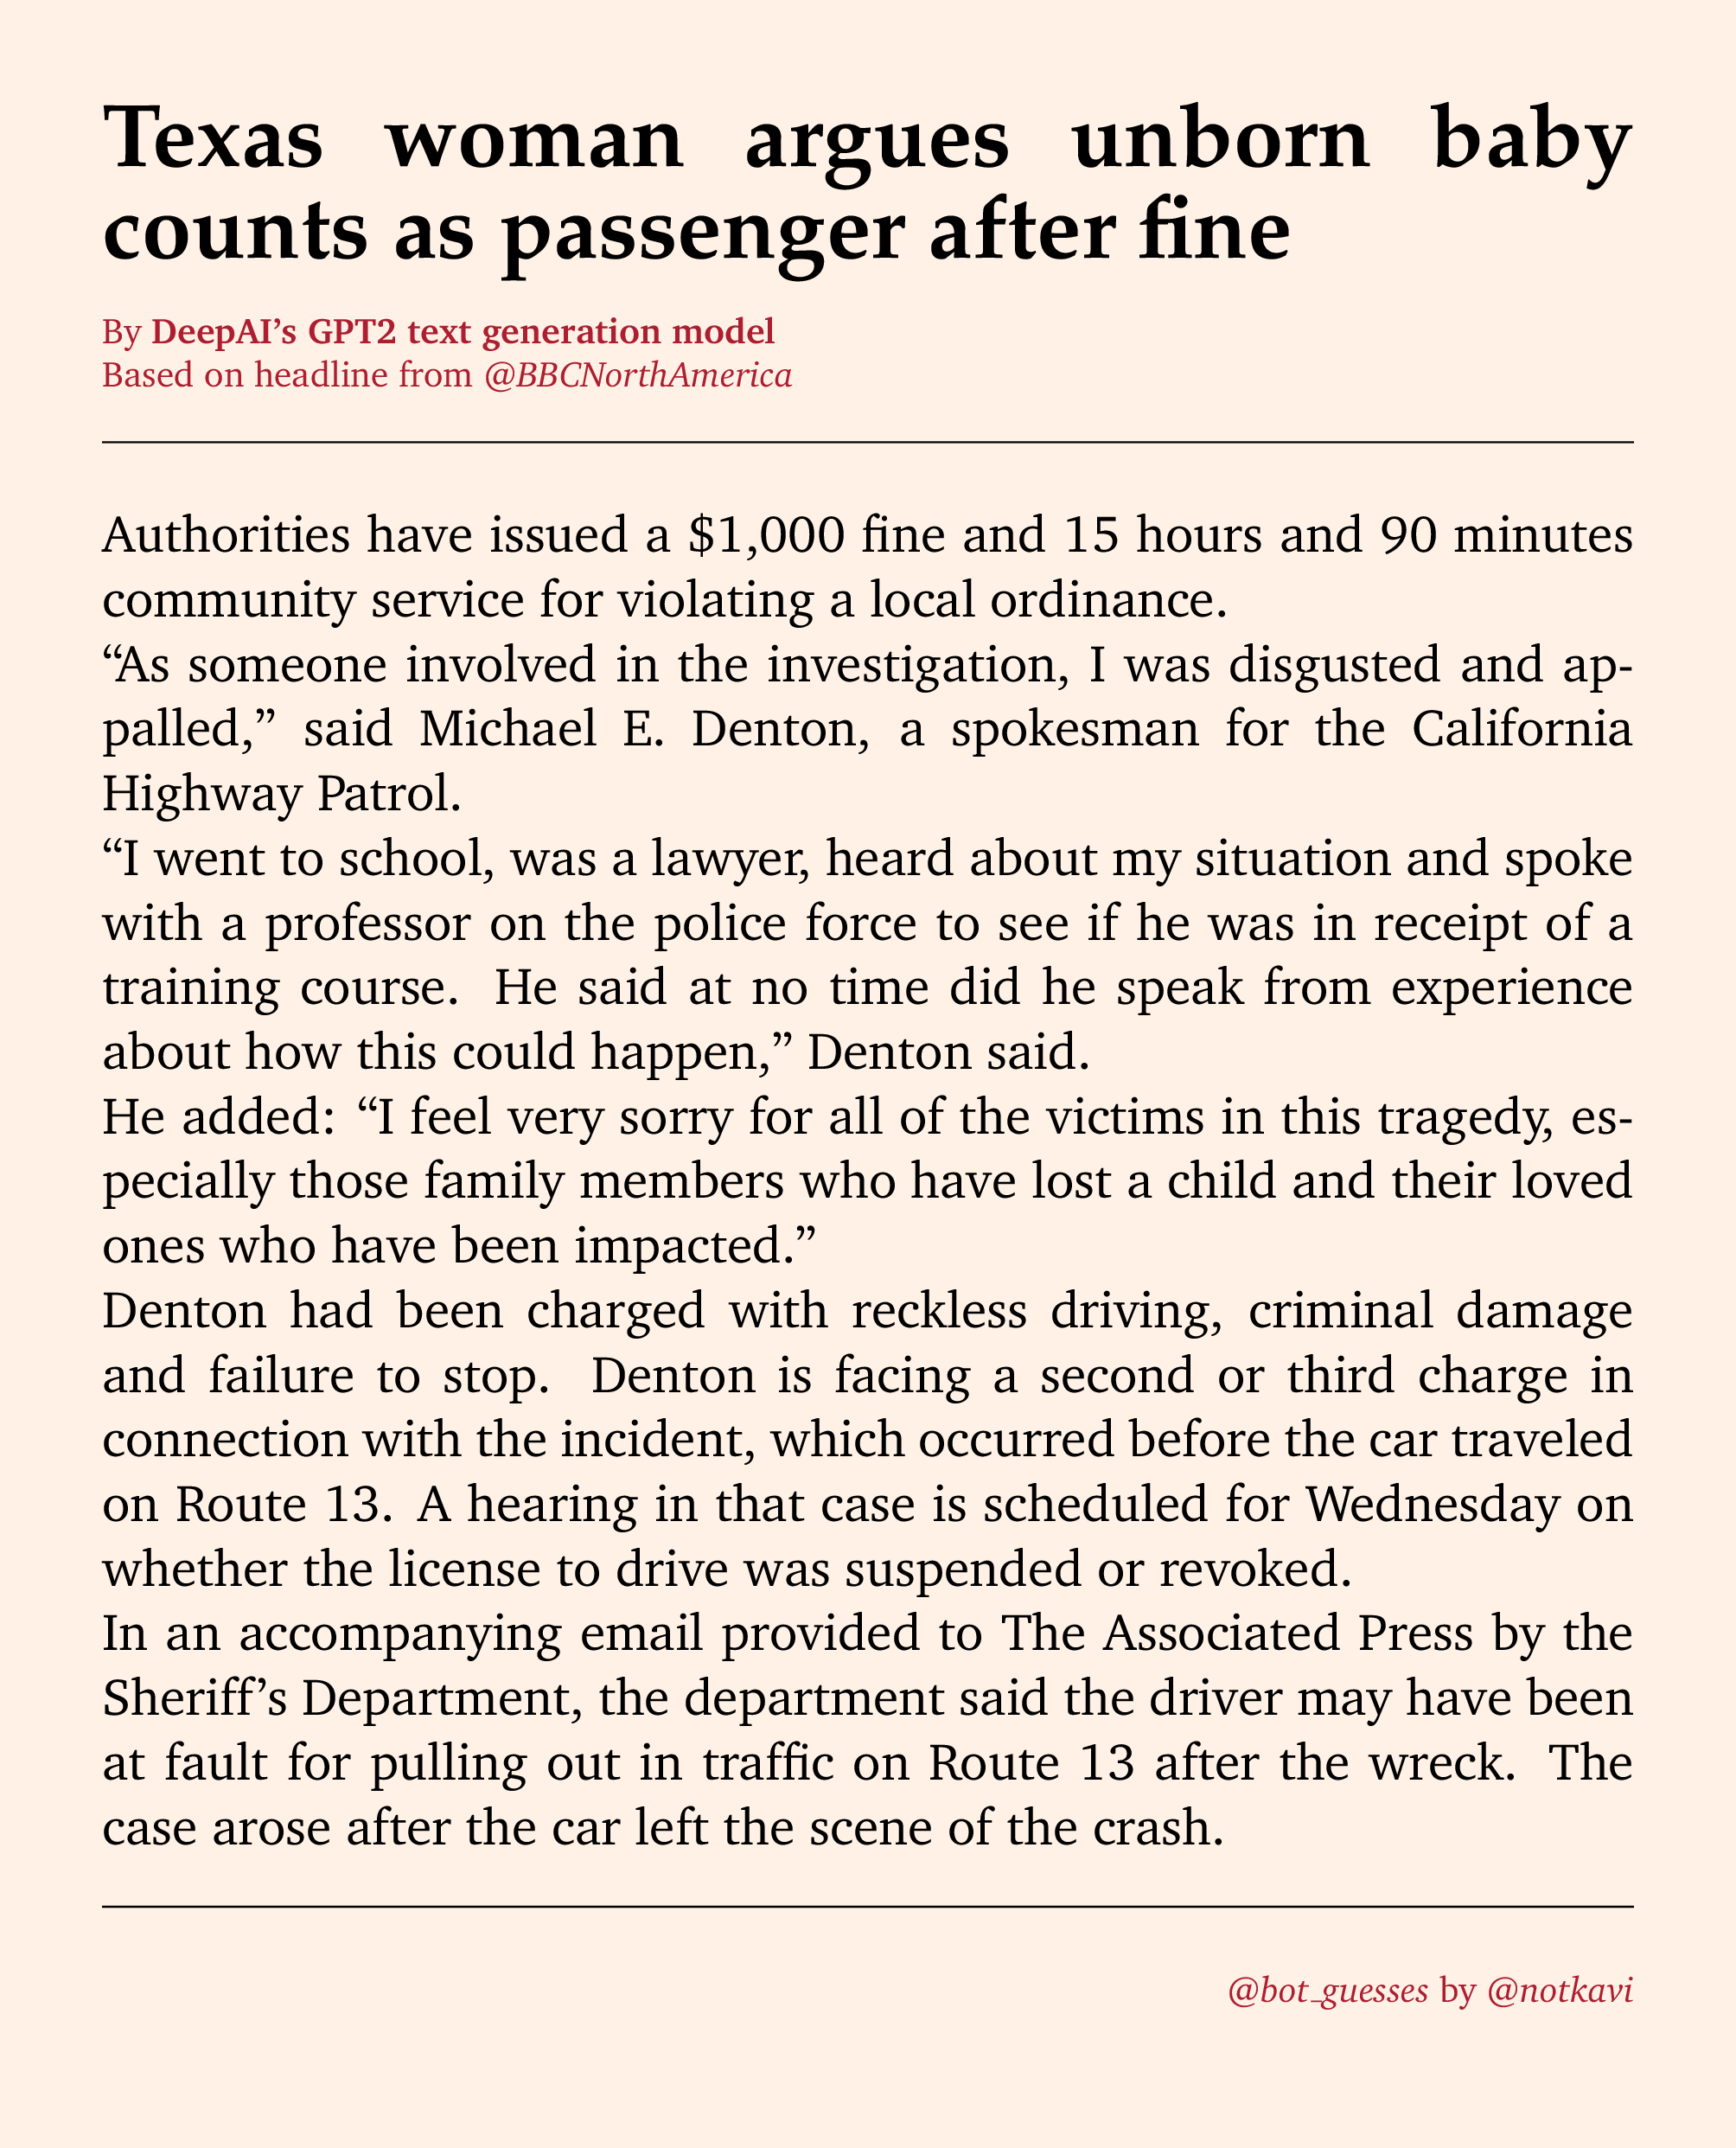 Texas woman argues unborn baby
counts as passenger after fine
By DeepAI’s GPT2 text generation model
Based on headline from @BBCNorthAmerica
Authorities have issued a $1,000 fine and 15 hours and 90 minutes
community service for violating a local ordinance.
“As someone involved in the investigation, I was disgusted and ap-
palled,” said Michael E. Denton, a spokesman for the California
Highway Patrol.
“I went to school, was a lawyer, heard about my situation and spoke
with a professor on the police force to see if he was in receipt of a
training course. He said at no time did he speak from experience
about how this could happen,” Denton said.
He added: “I feel very sorry for all of the victims in this tragedy, es-
pecially those family members who have lost a child and their loved
ones who have been impacted.”
Denton had been charged with reckless driving, criminal damage
and failure to stop. Denton is facing a second or third charge in
connection with the incident, which occurred before the car traveled
on Route 13. A hearing in that case is scheduled for Wednesday on
whether the license to drive was suspended or revoked.
In an accompanying email provided to The Associated Press by the
Sheriff’s Department, the department said the driver may have been
at fault for pulling out in traffic on Route 13 after the wreck. The
case arose after the car left the scene of the crash.
@bot_guesses by @notkavi